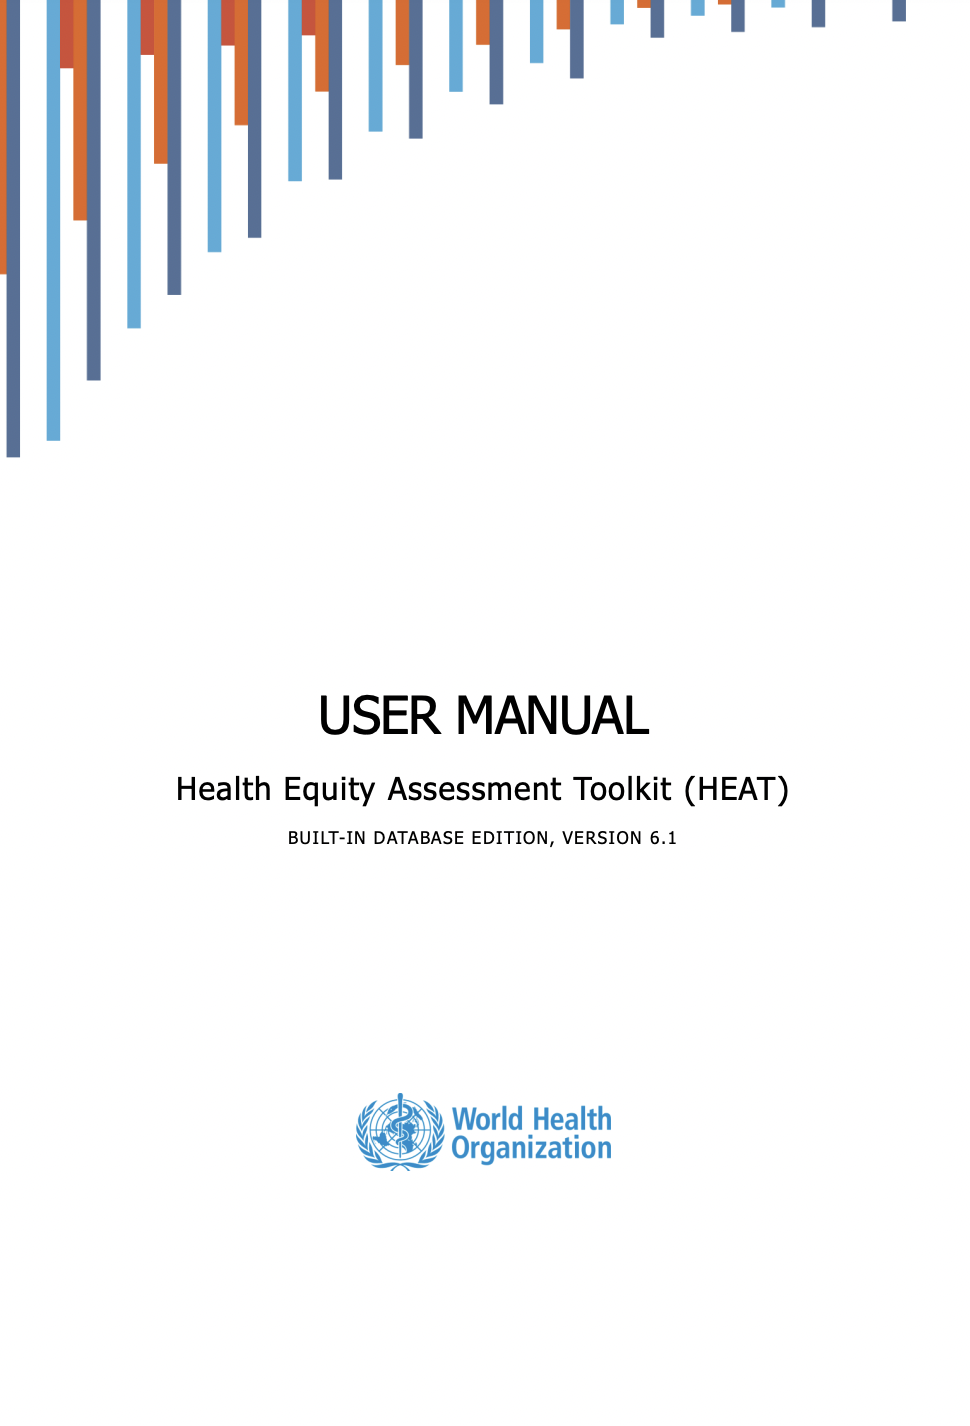 USER MANUAL
Health Equity Assessment Toolkit (HEAT)
BUILT-IN DATABASE EDITION, VERSION 6.1
World Health
Organization